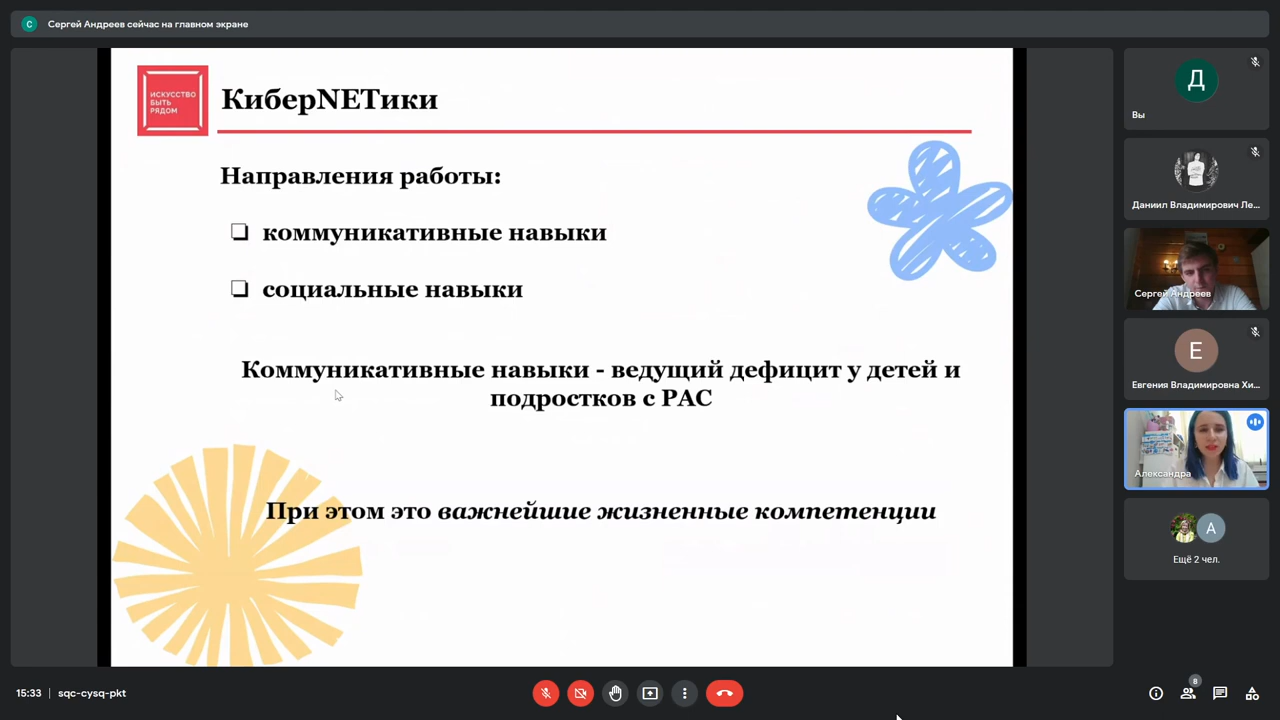 С
Сергей Андреев сейчас на главном экране
ИСКУССТВО
БЫТЬ
РЯДОМ
КиберNETики
Направления работы:
❏ коммуникативные навыки
❏ социальные навыки
Коммуникативные навыки - ведущий дефицит у детей и
подростков с РАС
При этом это важнейшие жизненные компетенции
Д
Вы
Даниил Владимирович Ле...
Сергей Андреев
Е
Евгения Владимировна Хи...
Александра
А
Ещё 2 чел.
15:33 | sqc-cysq-pkt
8